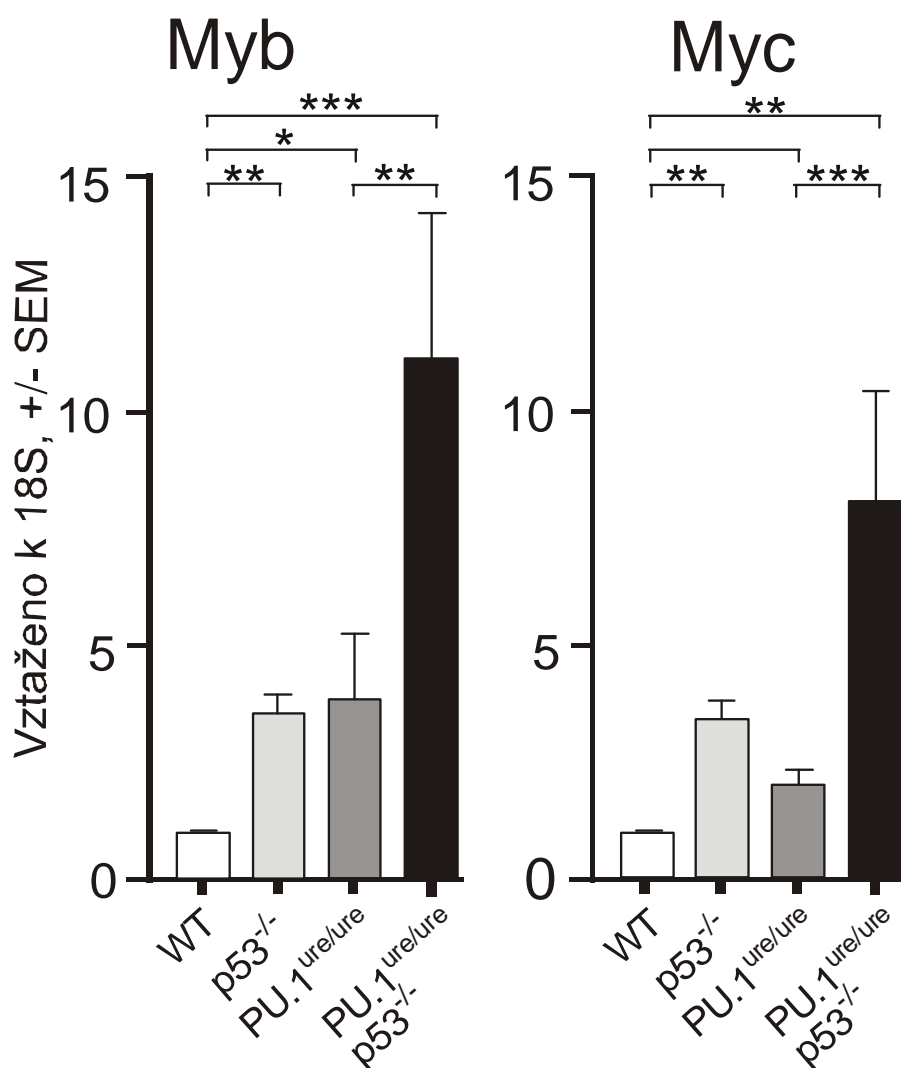 Myb
Myc
***
*
**
**
**
**
***
15
10
5
0
15
10
5
0
Vztaženo k 18S, +/- SEM
WT
p53-/-
PU.1ure/ure
PU.1ure/ure
p53-/-
WT
p53-/-
PU.1ure/ure
PU.1ure/ure
p53-/-